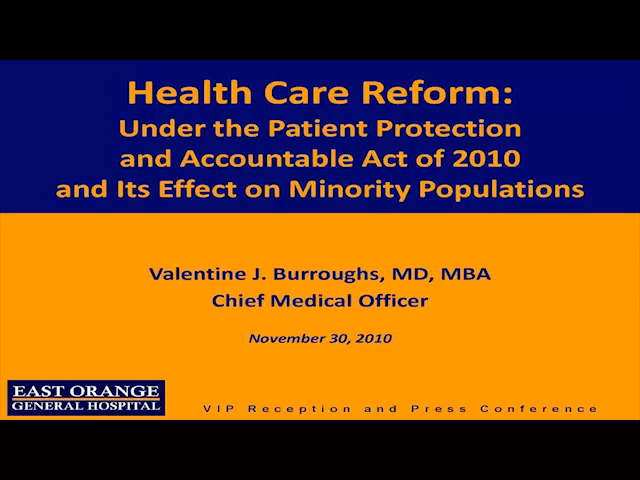 Health Care Reform:
Under the Patient Protection
and Accountable Act of 2010
and Its Effect on Minority Populations
Valentine J. Burroughs, MD, MBA
Chief Medical Officer
November 30, 2010
EAST ORANGE
GENERAL HOSPITAL
VIP Reception and Press Conference